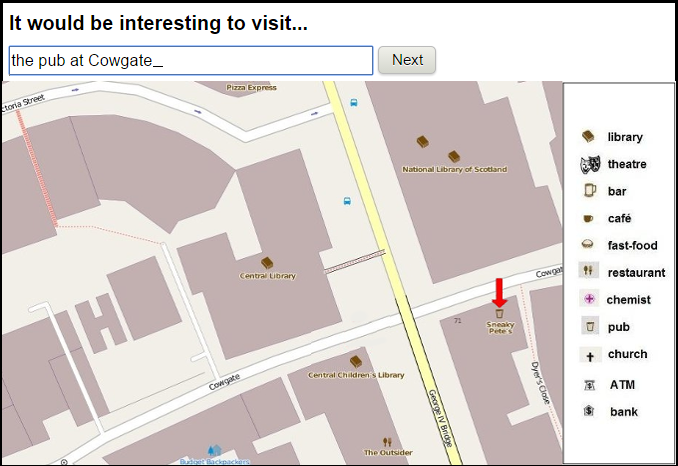 It would be interesting to visit...
the pub at Cowgate_
Next
ctoria Street
Pizza Express
National Library of Scotland
Central Library
Cowgat
71
Sneaky
Pete's
Central Children's Library
Cowgate
Dyer's Close
George IV Bridge
The Outsider
Budget Backpackers
library
theatre
bar
café
fast-food
restaurant
chemist
pub
church
ATM
bank